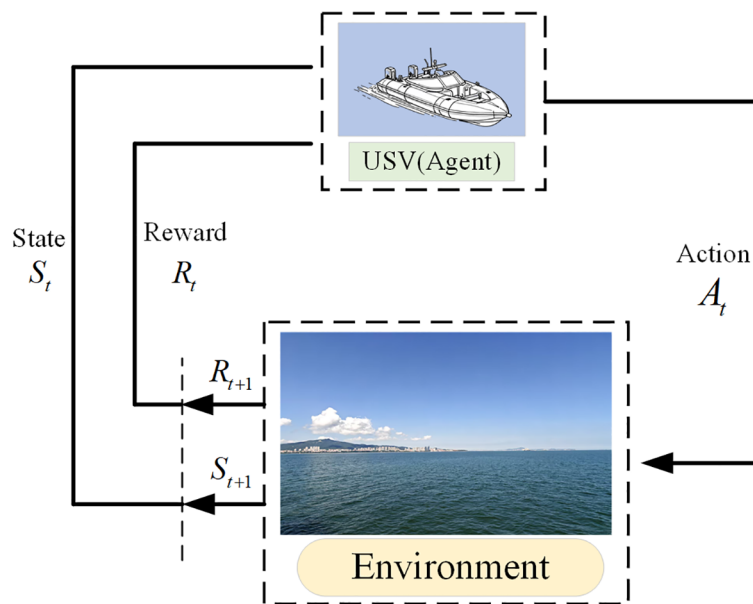 USV(Agent)
State
S_t
Reward
R_t
Action
A_t
R_{t+1}
S_{t+1}
Environment